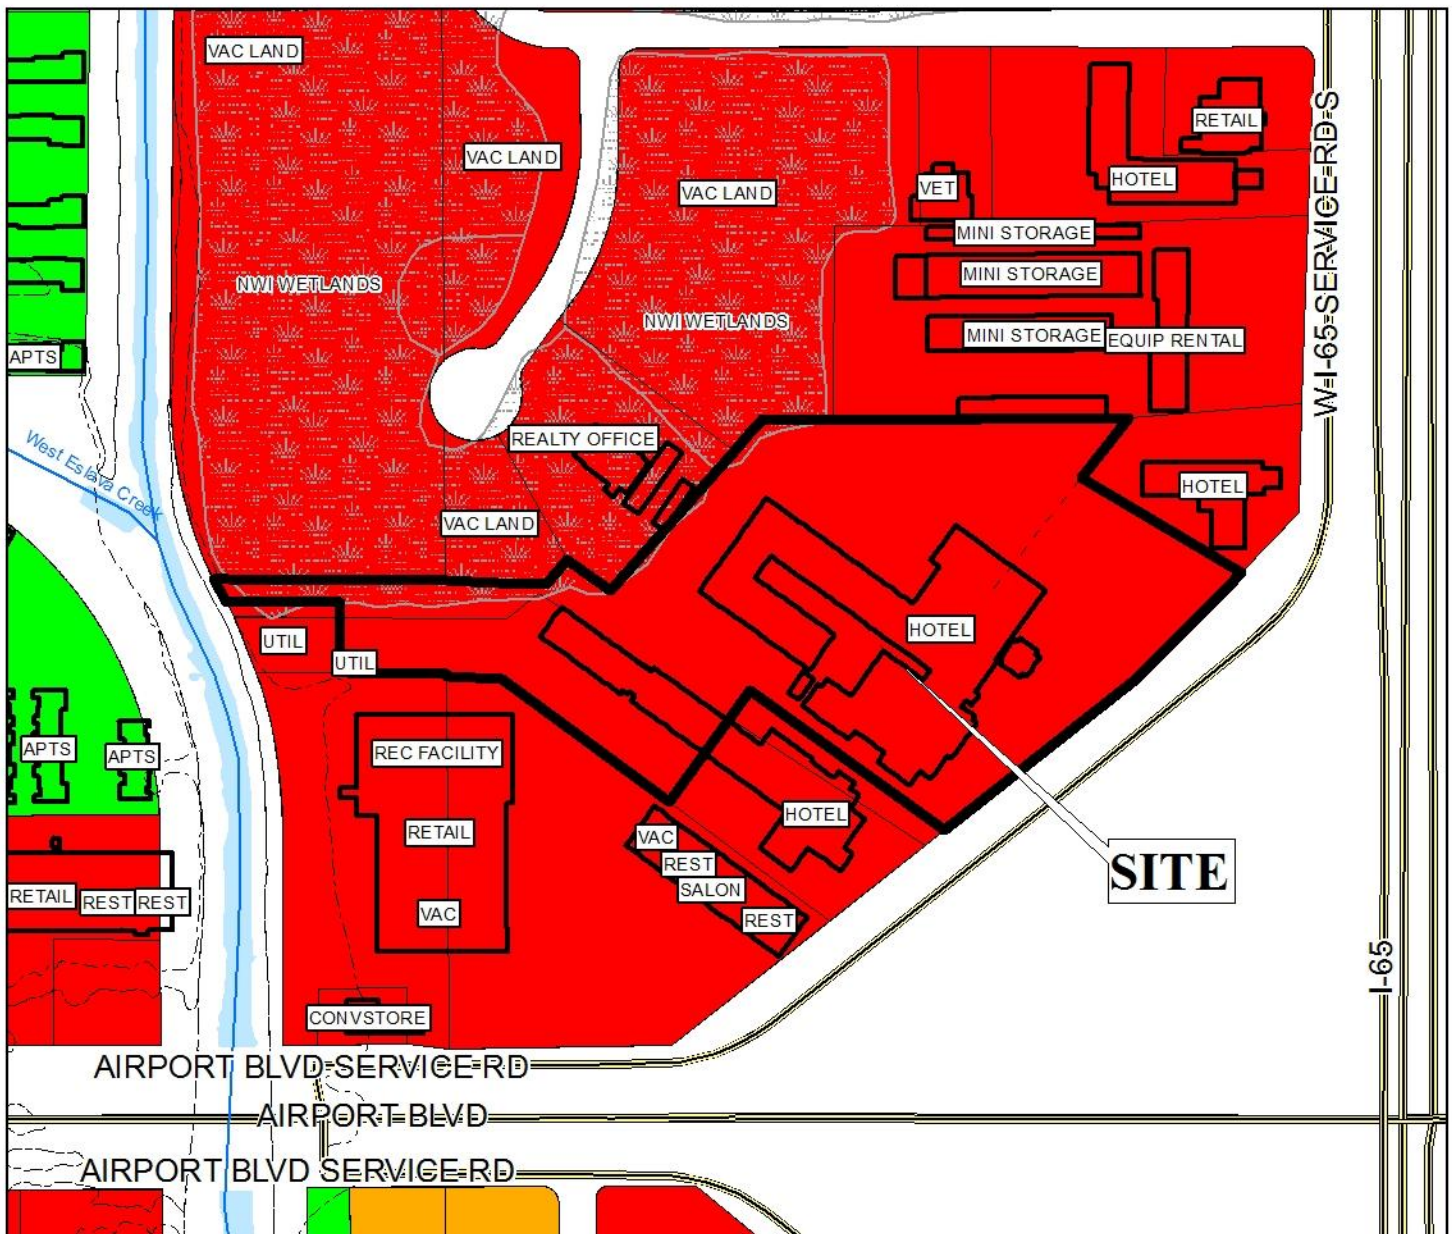 VAC LAND
VAC LAND
VAC LAND
RETAIL
HOTEL
VET
MINI STORAGE
MINI STORAGE
MINI STORAGE
EQUIP RENTAL
W-I-65-SERVICE-RD-S
NWI WETLANDS
NWI WETLANDS
APTS
West Eslava Creek
REALTY OFFICE
VAC LAND
HOTEL
HOTEL
UTIL
UTIL
APTS
APTS
REC FACILITY
RETAIL
VAC
HOTEL
VAC
REST
SALON
REST
SITE
RETAIL
REST
REST
I-65
CONVSTORE
AIRPORT BLVD SERVICE RD
AIRPORT BLVD
AIRPORT BLVD SERVICE RD